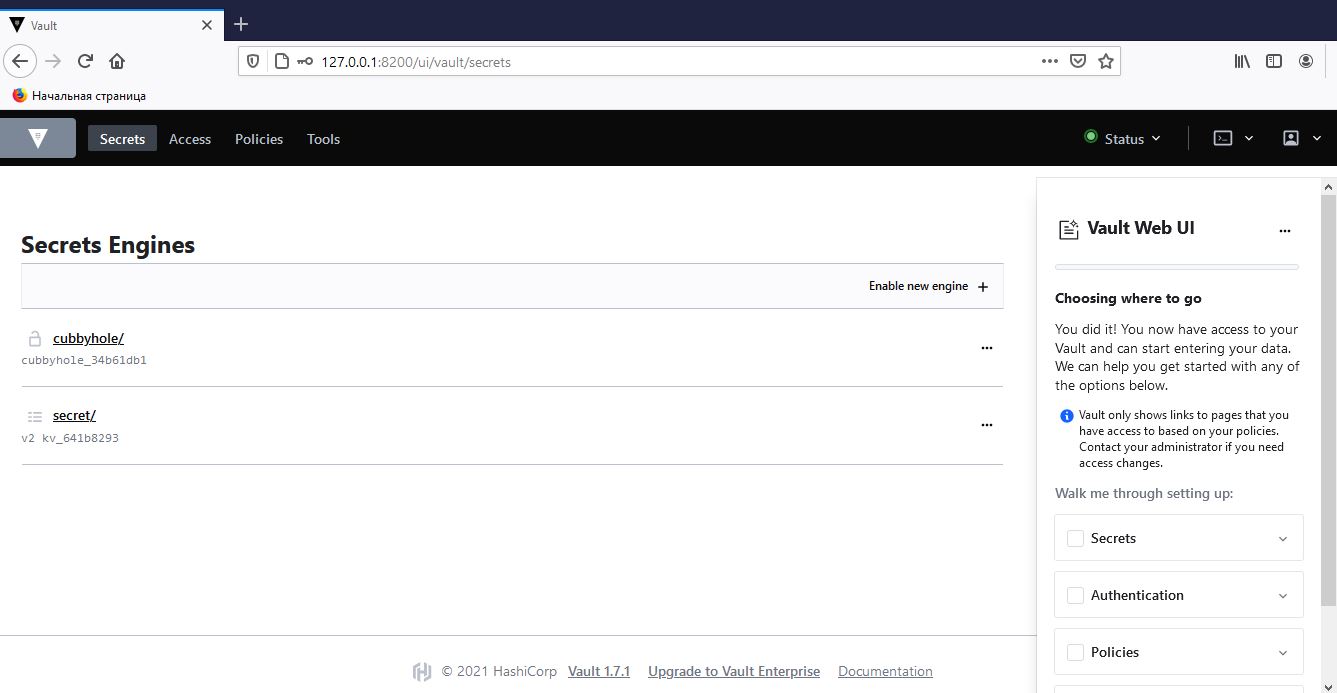 Vault
127.0.0.1:8200/ui/vault/secrets
Начальная страница
Secrets Access Policies Tools Status
Secrets Engines
Enable new engine
cubbyhole/
cubbyhole_34b61db1
secret/
v2 kv_641b8293
Vault Web UI
Choosing where to go
You did it! You now have access to your
Vault and can start entering your data.
We can help you get started with any of
the options below.
Vault only shows links to pages that you
have access to based on your policies.
Contact your administrator if you need
access changes.
Walk me through setting up:
Secrets
Authentication
Policies
© 2021 HashiCorp Vault 1.7.1 Upgrade to Vault Enterprise Documentation